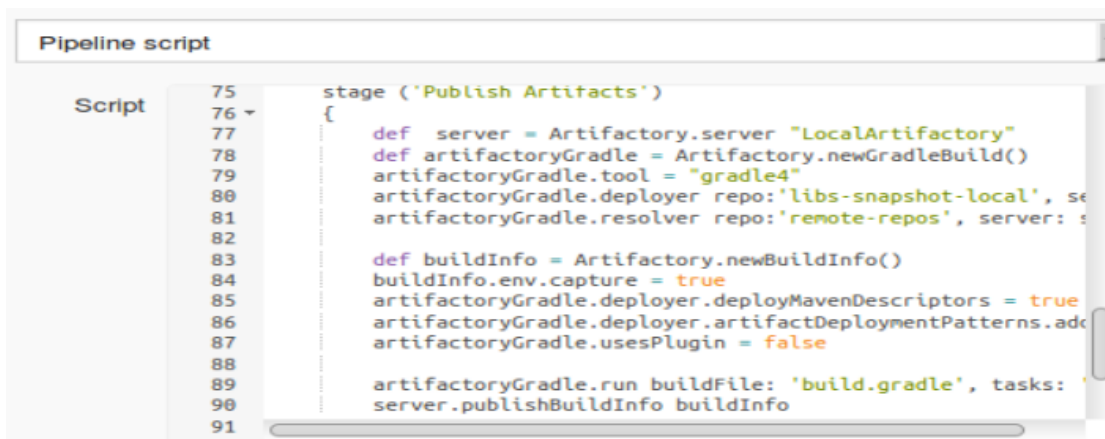 Pipeline script
Script
75 stage ('Publish Artifacts')
76 {
77 def server = Artifactory.server "LocalArtifactory"
78 def artifactoryGradle = Artifactory.newGradleBuild()
79 artifactoryGradle.tool = "gradle4"
80 artifactoryGradle.deployer repo:'libs-snapshot-local', se
81 artifactoryGradle.resolver repo:'remote-repos', server: s
82
83 def buildInfo = Artifactory.newBuildInfo()
84 buildInfo.env.capture = true
85 artifactoryGradle.deployer.deployMavenDescriptors = true
86 artifactoryGradle.deployer.artifactDeploymentPatterns.add
87 artifactoryGradle.usesPlugin = false
88
89 artifactoryGradle.run buildFile: 'build.gradle', tasks: '
90 server.publishBuildInfo buildInfo
91